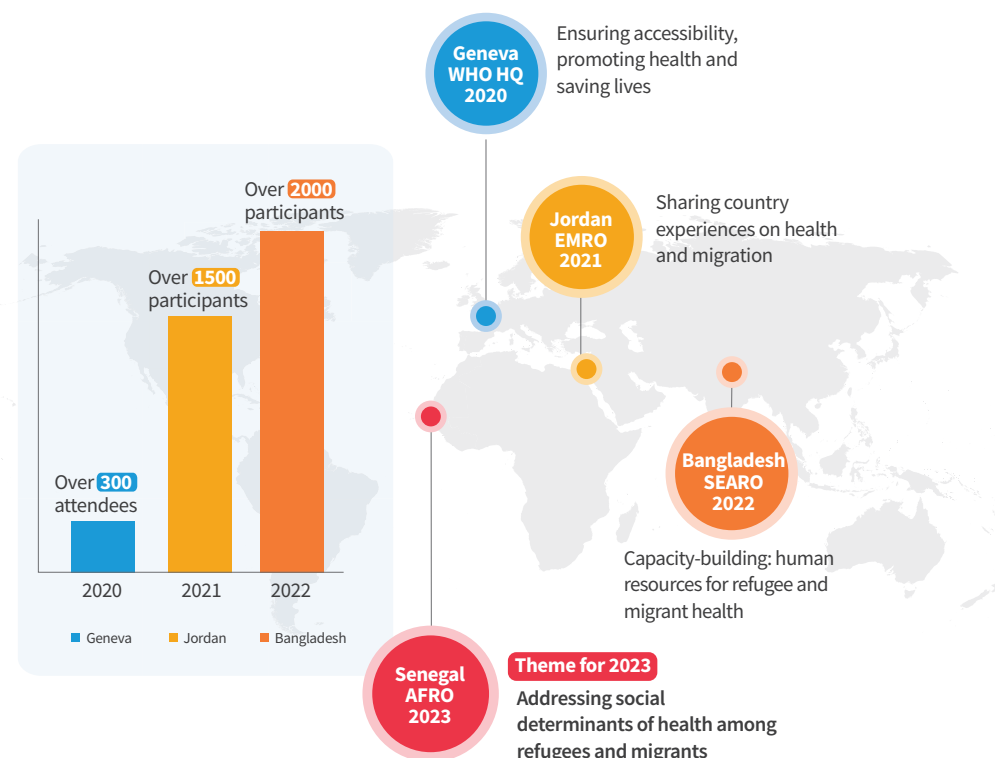 Geneva
WHO HQ
2020
Ensuring accessibility,
promoting health and
saving lives
Jordan
EMRO
2021
Sharing country
experiences on health
and migration
Over 2000
participants
Over 1500
participants
Over 300
attendees
2020 2021 2022
Geneva Jordan Bangladesh
Bangladesh
SEARO
2022
Capacity-building: human
resources for refugee and
migrant health
Senegal
AFRO
2023
Theme for 2023
Addressing social
determinants of health among
refugees and migrants